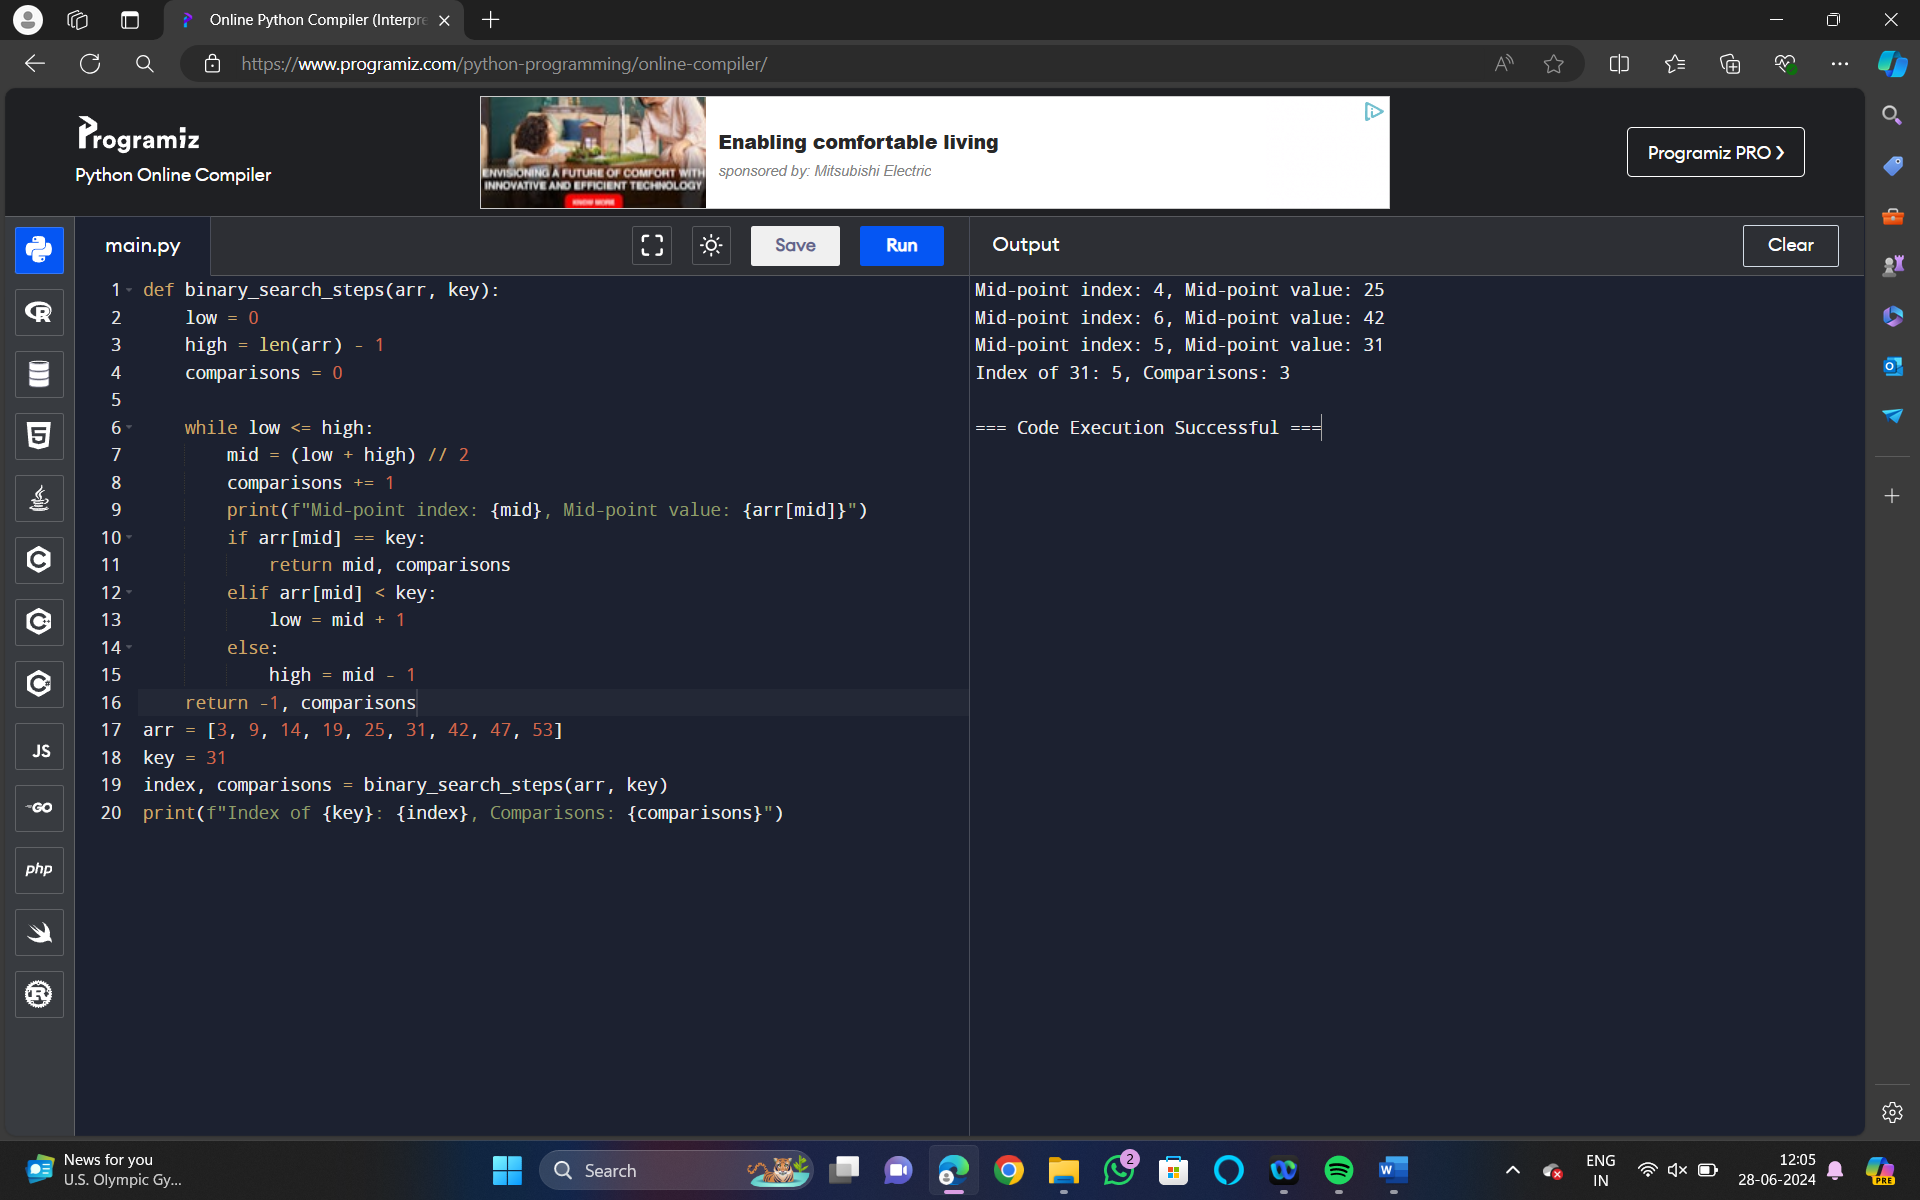 Online Python Compiler (Interpre
https://www.programiz.com/python-programming/online-compiler/
Programiz
Python Online Compiler
ENVISIONING A FUTURE OF COMFORT WITH
INNOVATIVE AND EFFICIENT TECHNOLOGY
KNOW MORE
Enabling comfortable living
sponsored by: Mitsubishi Electric
Programiz PRO
main.py
Save
Run
Output
Clear
1 def binary_search_steps(arr, key):
2 low = 0
3 high = len(arr) - 1
4 comparisons = 0
5
6 while low <= high:
7 mid = (low + high) // 2
8 comparisons += 1
9 print(f"Mid-point index: {mid}, Mid-point value: {arr[mid]}")
10 if arr[mid] == key:
11 return mid, comparisons
12 elif arr[mid] < key:
13 low = mid + 1
14 else:
15 high = mid - 1
16 return -1, comparisons
17 arr = [3, 9, 14, 19, 25, 31, 42, 47, 53]
18 key = 31
19 index, comparisons = binary_search_steps(arr, key)
20 print(f"Index of {key}: {index}, Comparisons: {comparisons}")
Mid-point index: 4, Mid-point value: 25
Mid-point index: 6, Mid-point value: 42
Mid-point index: 5, Mid-point value: 31
Index of 31: 5, Comparisons: 3
=== Code Execution Successful ===
JS
GO
php
News for you
U.S. Olympic Gy...
Search
2
ENG
IN
12:05
28-06-2024
PRE